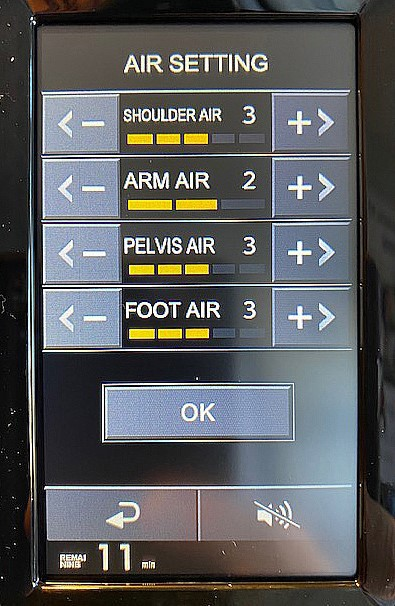 AIR SETTING
< − SHOULDER AIR 3 + >
< − ARM AIR 2 + >
< − PELVIS AIR 3 + >
< − FOOT AIR 3 + >
OK
REMAI
NING 11 min